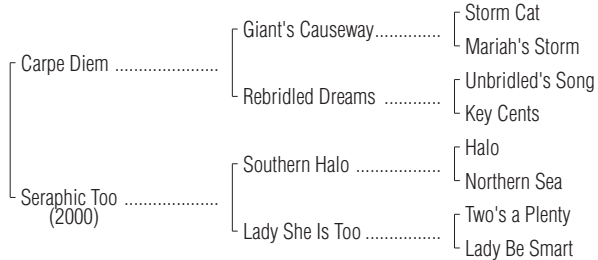 Storm Cat
Giant's Causeway..............
Mariah's Storm
Carpe Diem ......................
Unbridled's Song
Rebridled Dreams ............
Key Cents
Halo
Southern Halo ..................
Northern Sea
Seraphic Too ....................
(2000)
Two's a Plenty
Lady She Is Too ................
Lady Be Smart